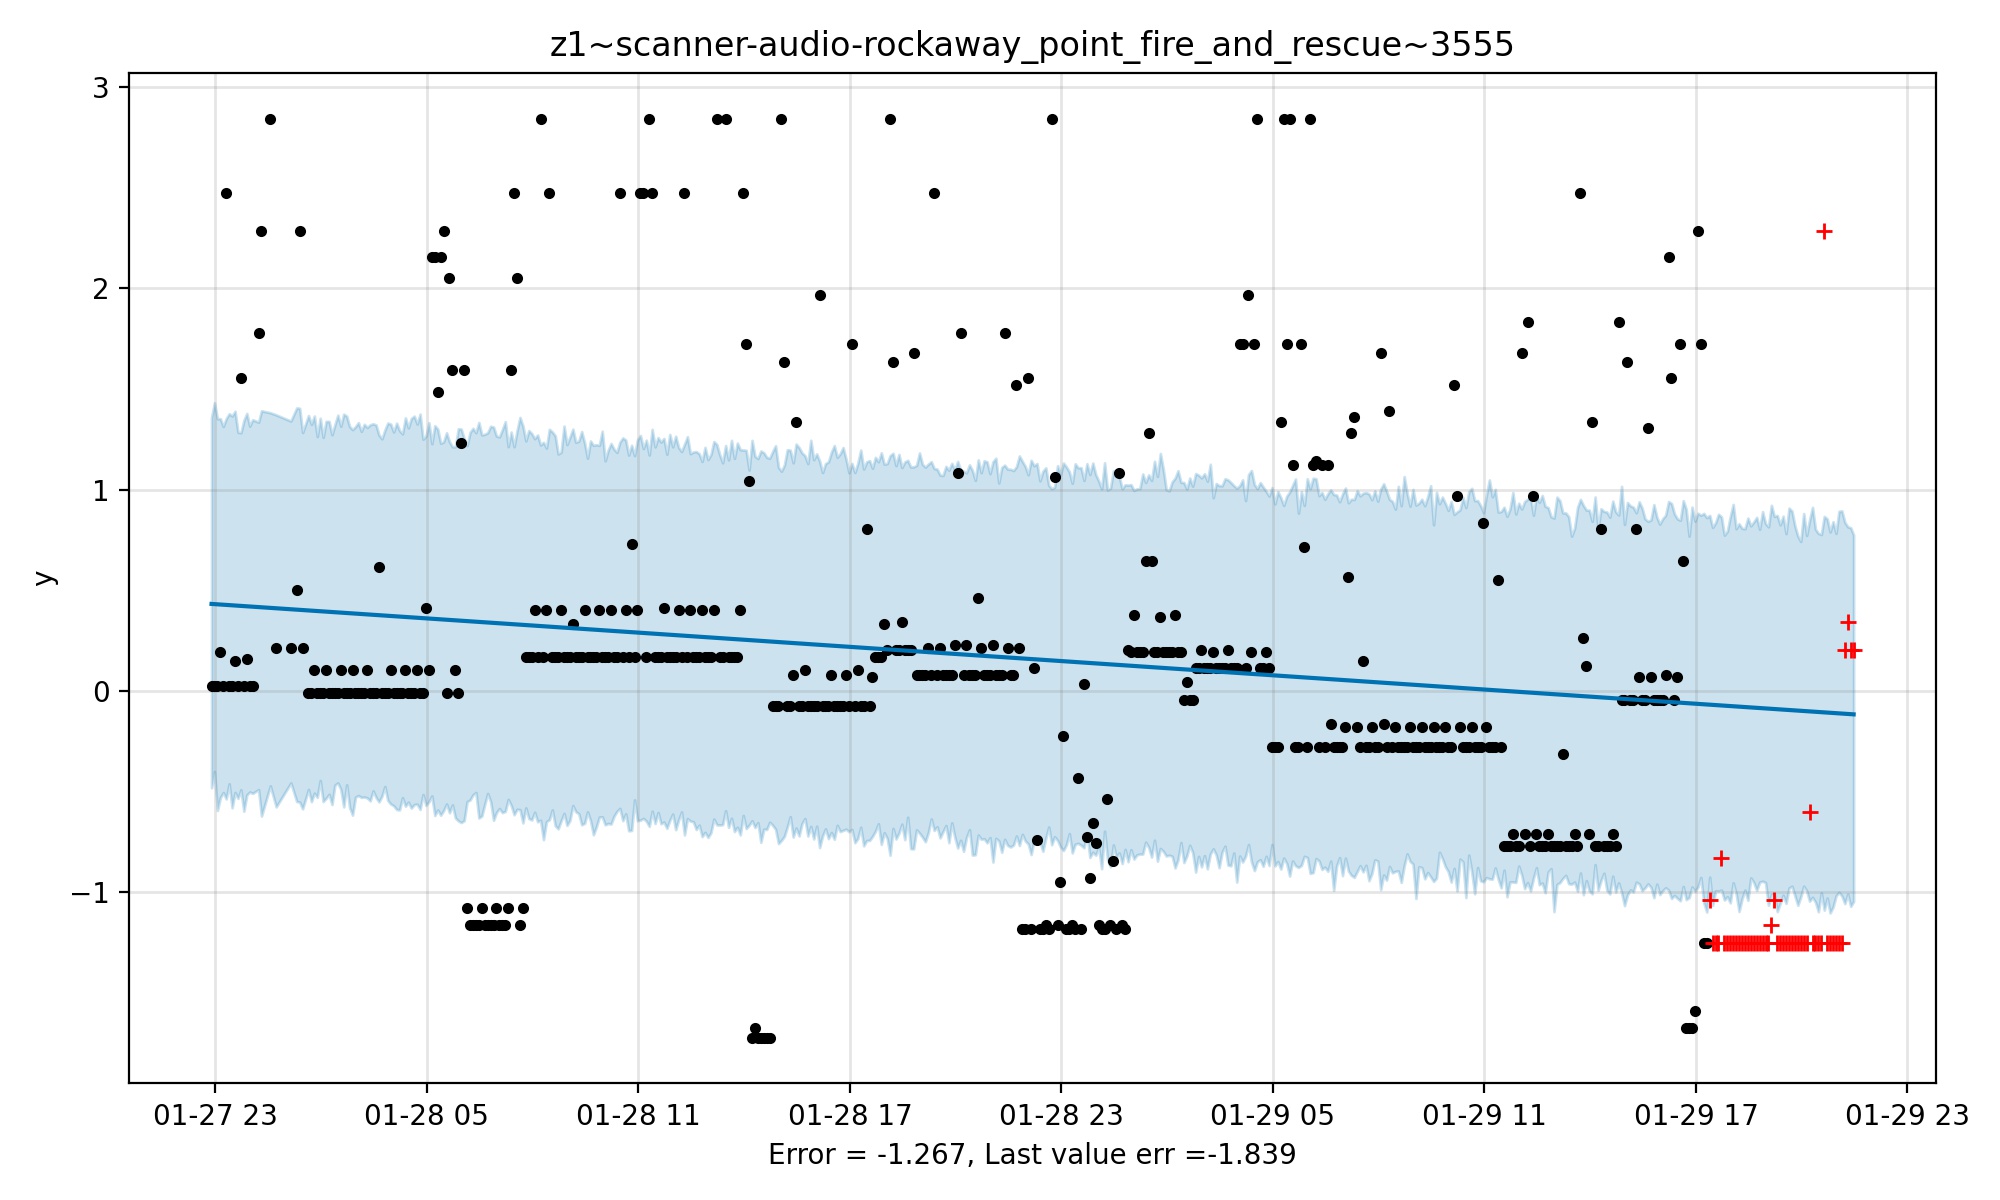 z1~scanner-audio-rockaway_point_fire_and_rescue~3555
3
2
1
0
−1
y
01-27 23 01-28 05 01-28 11 01-28 17 01-28 23 01-29 05 01-29 11 01-29 17 01-29 23
Error = -1.267, Last value err =-1.839